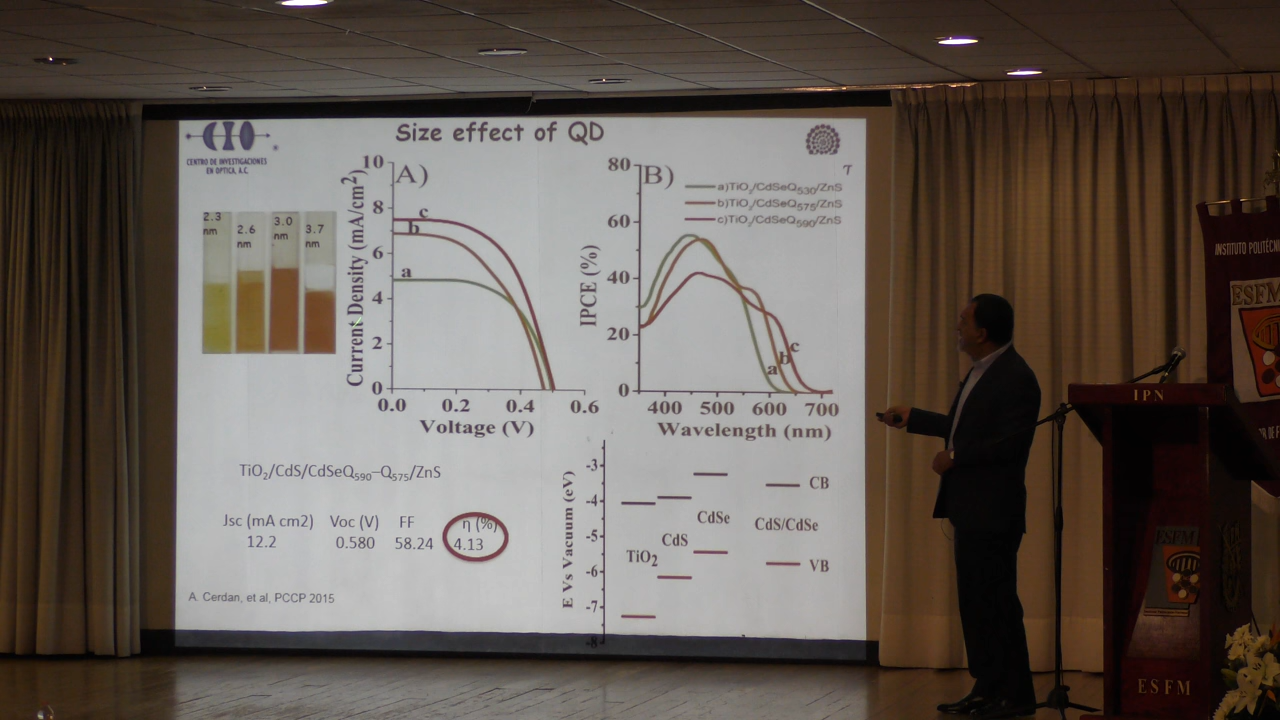 Size effect of QD
CIO
CENTRO DE INVESTIGACIONES
EN OPTICA, A.C.
2.3
nm
2.6
nm
3.0
nm
3.7
nm
A)
Current Density (mA/cm²)
10
8
6
4
2
0
c
b
a
0.0 0.2 0.4 0.6
Voltage (V)
B)
IPCE (%)
80
60
40
20
0
a)TiO₂/CdSeQ₅₃₀/ZnS
b)TiO₂/CdSeQ₅₇₅/ZnS
c)TiO₂/CdSeQ₅₉₀/ZnS
c
b
a
400 500 600 700
Wavelength (nm)
TiO₂/CdS/CdSeQ₅₉₀–Q₅₇₅/ZnS
Jsc (mA cm2) Voc (V) FF η (%)
12.2 0.580 58.24 4.13
A. Cerdan, et al, PCCP 2015
E Vs Vacuum (eV)
-3
-4
-5
-6
-7
-8
TiO₂
CdS
CdSe
CdS/CdSe
CB
VB
INSTITUTO POLITÉC
ESFM
IPN
ESFM
ESFM